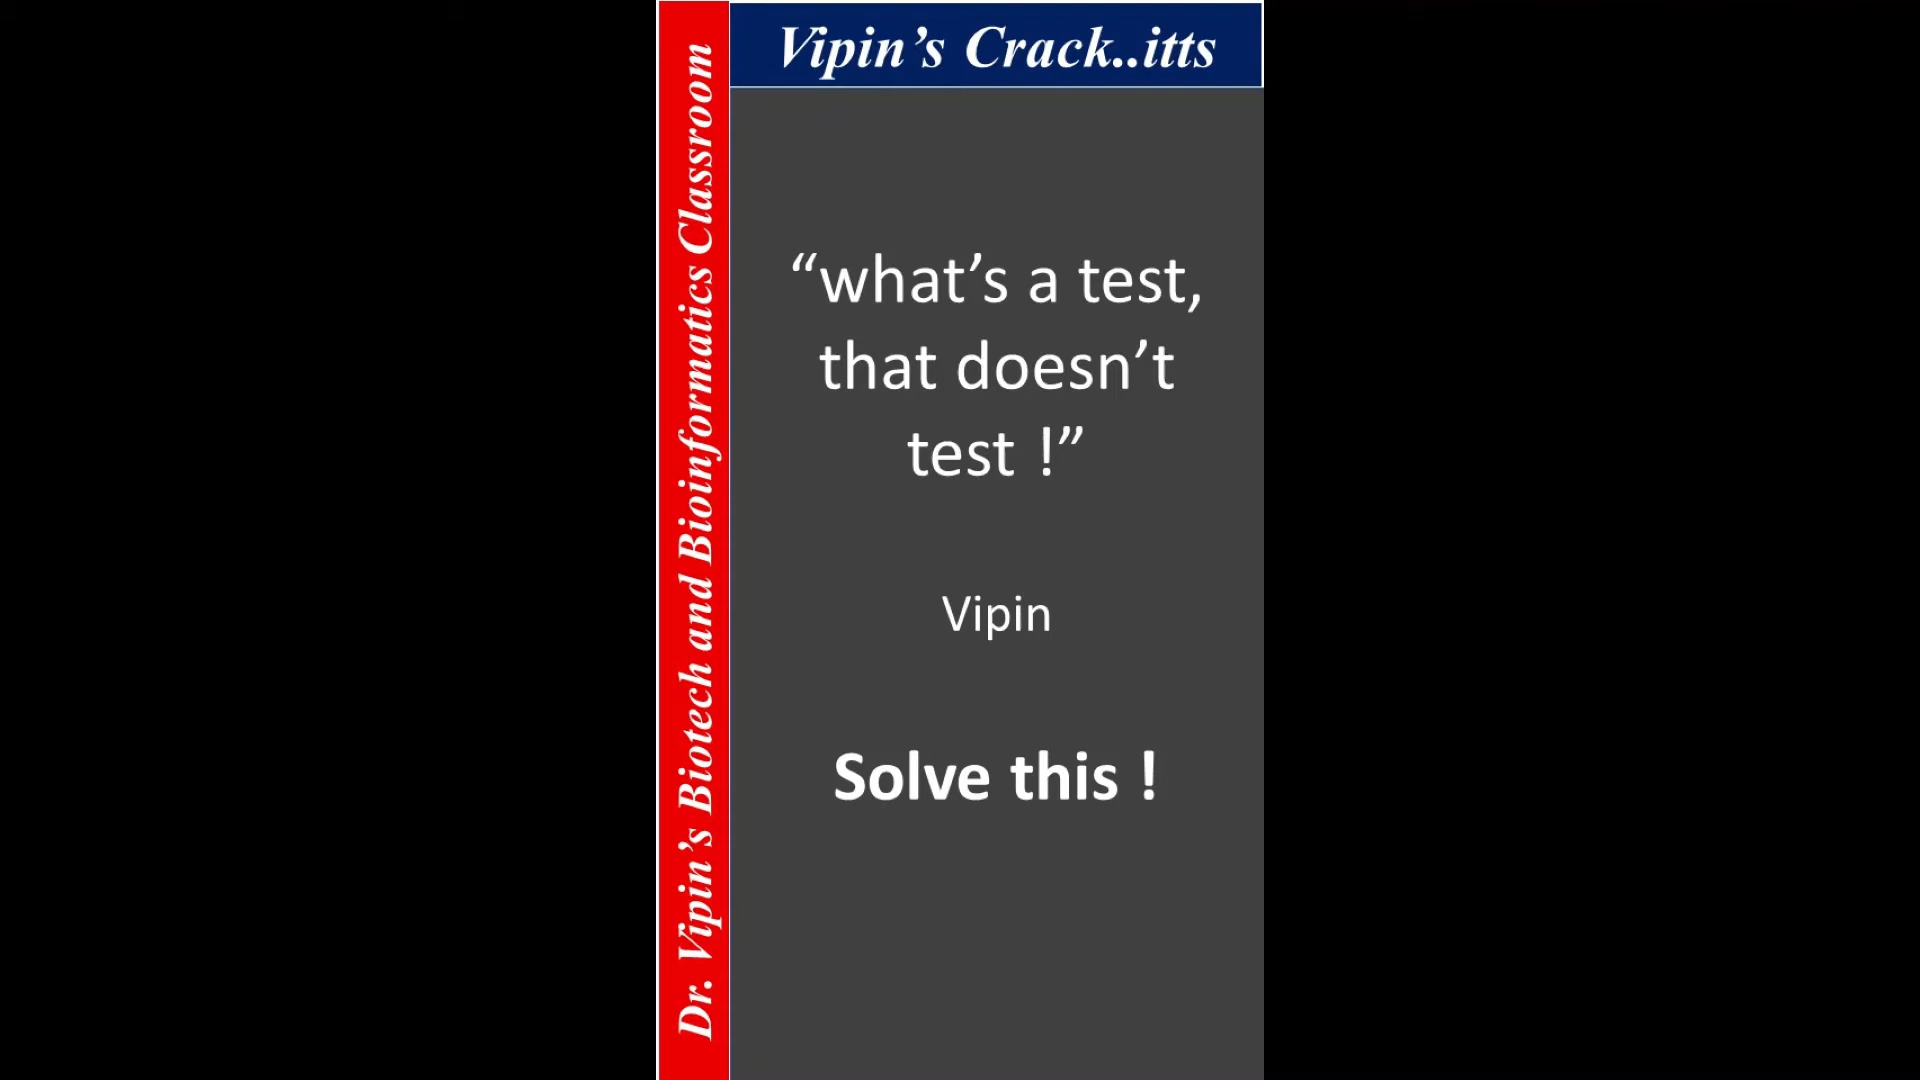 Vipin’s Crack..itts
Dr. Vipin’s Biotech and Bioinformatics Classroom
“what’s a test,
that doesn’t
test !”
Vipin
Solve this !